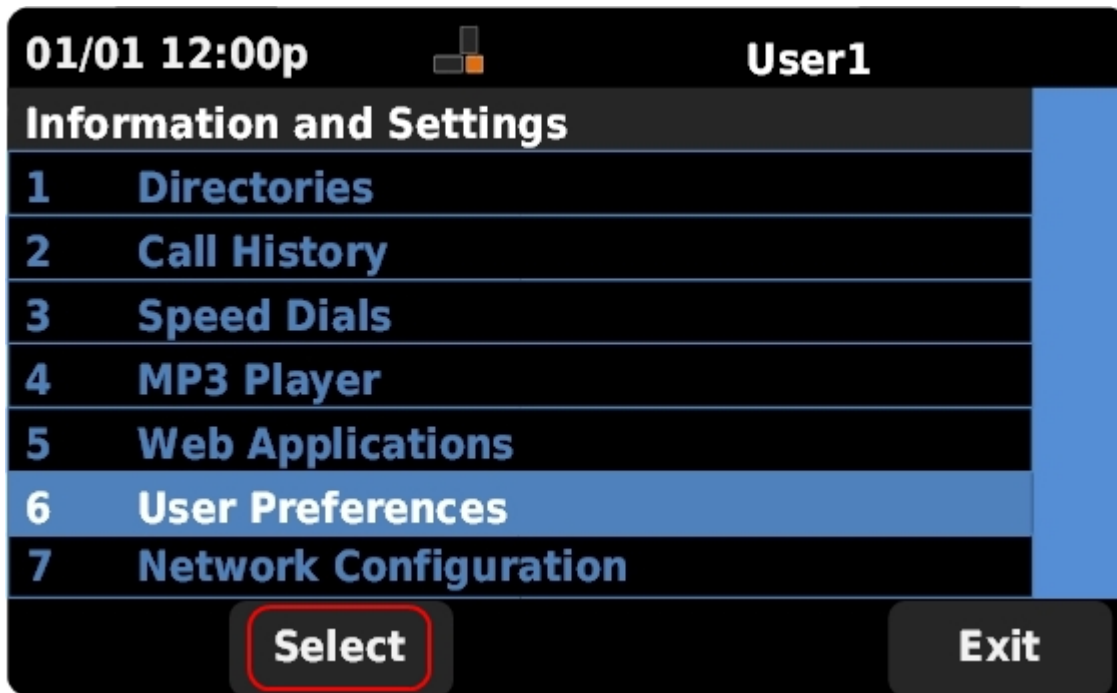 01/01 12:00p User1
Information and Settings
1 Directories
2 Call History
3 Speed Dials
4 MP3 Player
5 Web Applications
6 User Preferences
7 Network Configuration
Select Exit